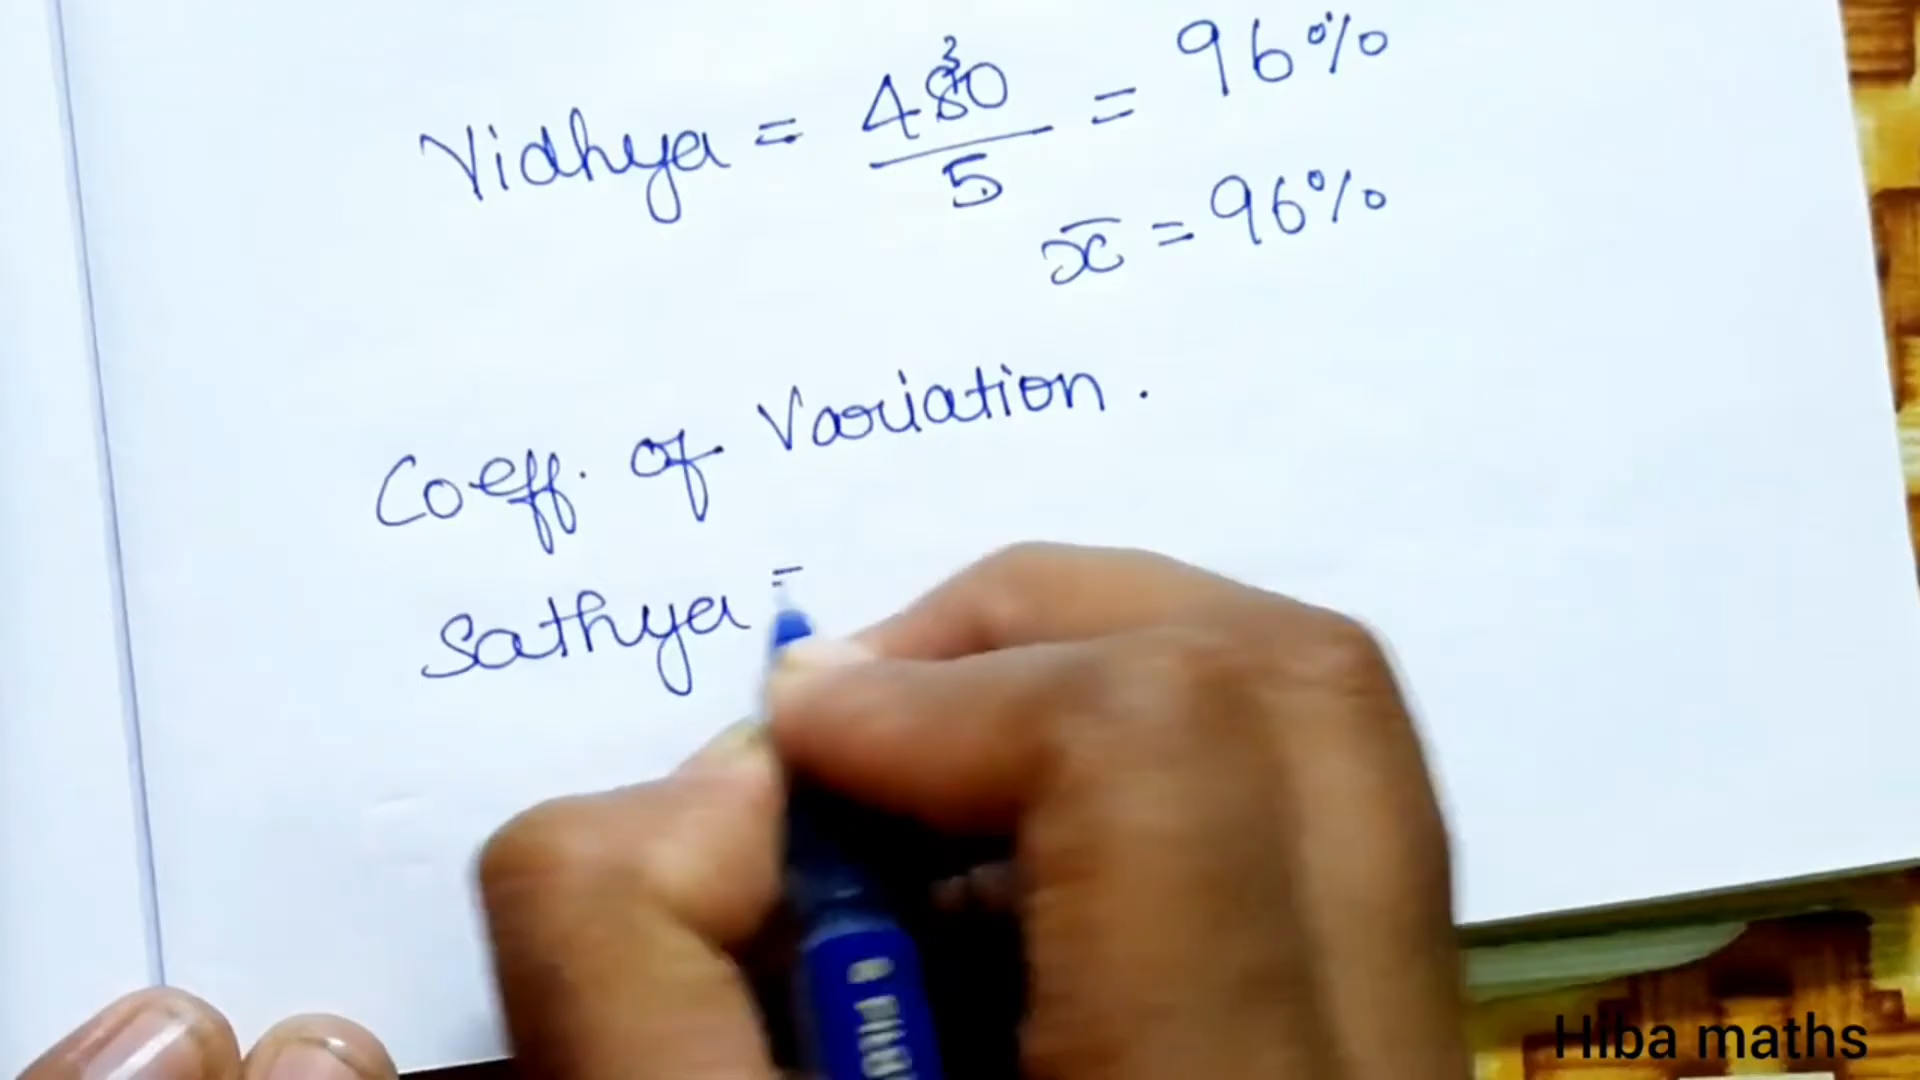 Vidhya = 480/5 = 96%
x̄ = 96%
Coeff. of Variation.
Sathya =
Hiba maths